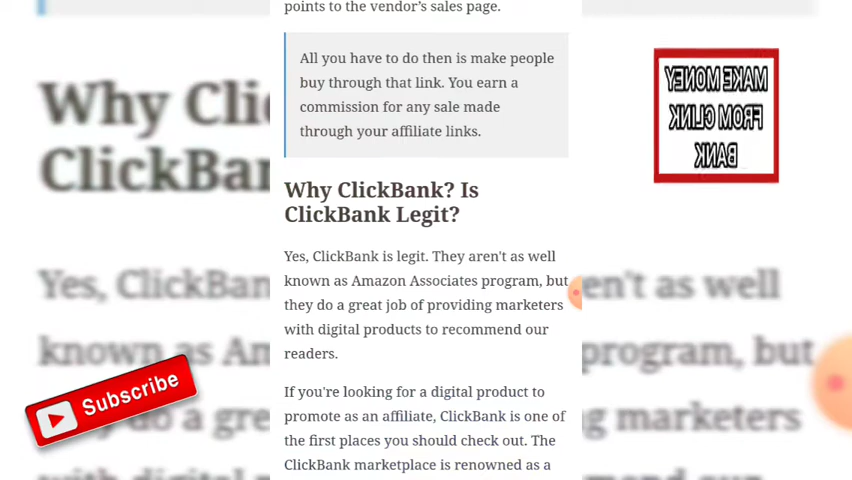 points to the vendor’s sales page.
All you have to do then is make people
buy through that link. You earn a
commission for any sale made
through your affiliate links.
Why ClickBank? Is
ClickBank Legit?
Yes, ClickBank is legit. They aren't as well
known as Amazon Associates program, but
they do a great job of providing marketers
with digital products to recommend our
readers.
If you're looking for a digital product to
promote as an affiliate, ClickBank is one of
the first places you should check out. The
ClickBank marketplace is renowned as a
MAKE MONEY
FROM CLINK
BANK
Subscribe